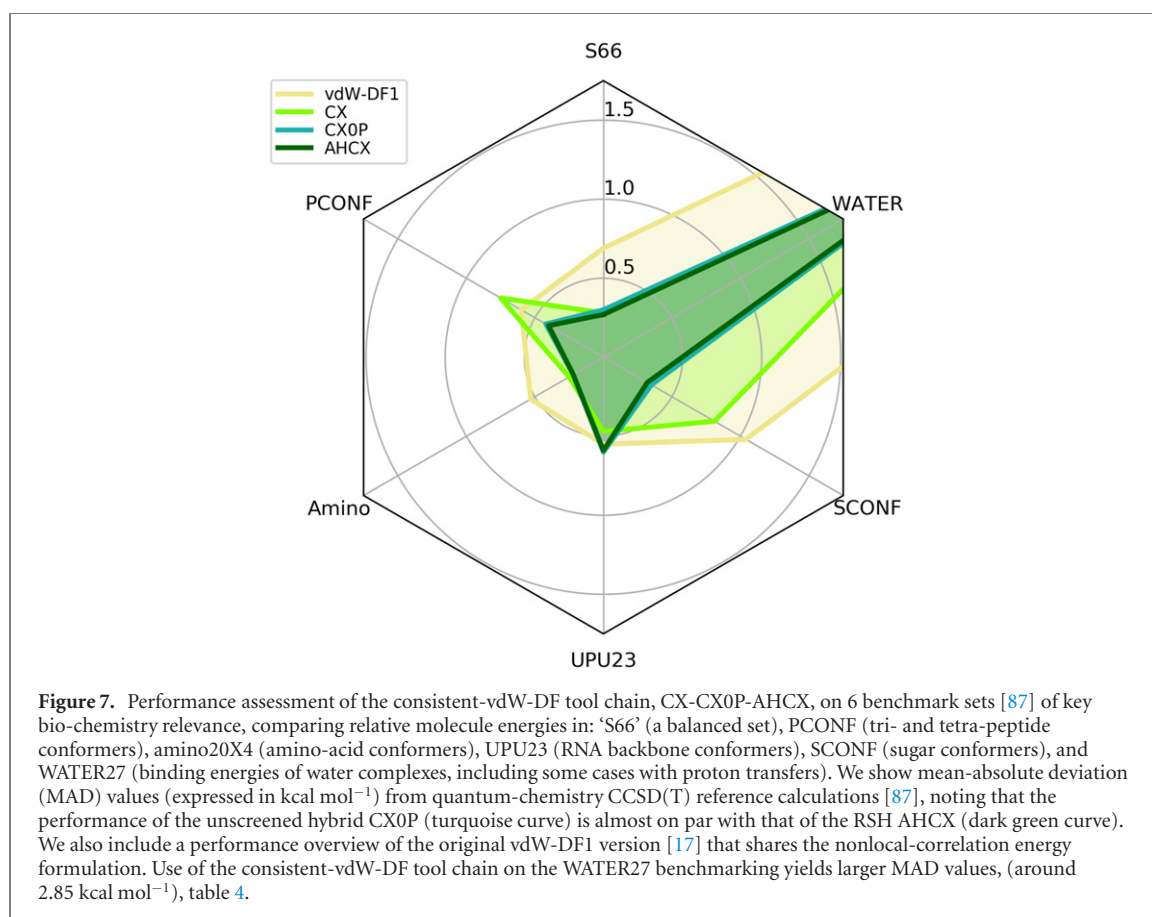 S66
vdW-DF1
CX
CX0P
AHCX
1.5
1.0
0.5
PCONF
WATER
Amino
SCONF
UPU23
Figure 7. Performance assessment of the consistent-vdW-DF tool chain, CX-CX0P-AHCX, on 6 benchmark sets [87] of key
bio-chemistry relevance, comparing relative molecule energies in: ‘S66’ (a balanced set), PCONF (tri- and tetra-peptide
conformers), amino20X4 (amino-acid conformers), UPU23 (RNA backbone conformers), SCONF (sugar conformers), and
WATER27 (binding energies of water complexes, including some cases with proton transfers). We show mean-absolute deviation
(MAD) values (expressed in kcal mol⁻¹) from quantum-chemistry CCSD(T) reference calculations [87], noting that the
performance of the unscreened hybrid CX0P (turquoise curve) is almost on par with that of the RSH AHCX (dark green curve).
We also include a performance overview of the original vdW-DF1 version [17] that shares the nonlocal-correlation energy
formulation. Use of the consistent-vdW-DF tool chain on the WATER27 benchmarking yields larger MAD values, (around
2.85 kcal mol⁻¹), table 4.